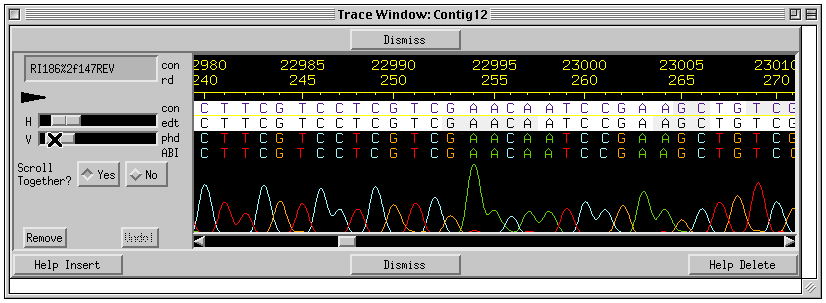 Trace Window: Contig12
Dismiss
RI186%2f147REV
con 2980 22985 22990 22995 23000 23005 23010
rd 240 245 250 255 260 265 270
con C T T C G T C C T C G T C G A A C A A T C C G A A G C T G T C G
H edt C T T C G T C C T C G T C G A A C A A T C C G A A G C T G T C G
V phd C T T C G T C C T C G T C G A A C A A T C C G A A G C T G T C G
ABI C T T C G T C C T C G T C G A A C A A T C C G A A G C T G T C G
Scroll
Together? Yes No
Remove Undo!
Help Insert Dismiss Help Delete